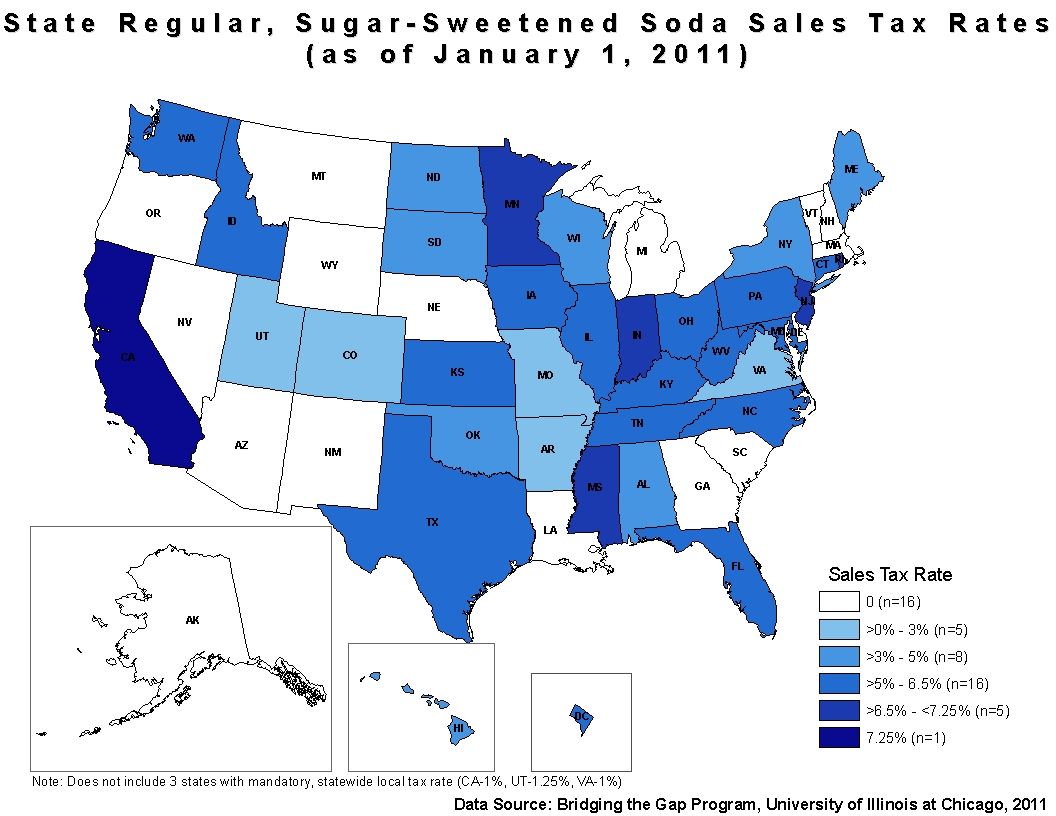 State Regular, Sugar-Sweetened Soda Sales Tax Rates
(as of January 1, 2011)
WA
MT
ND
MN
ME
OR
ID
SD
WI
MI
NY
VT
NH
MA
CT
RI
WY
NE
IA
PA
NJ
NV
UT
CO
IL
IN
OH
MD
DE
WV
VA
CA
KS
MO
KY
NC
AZ
NM
OK
AR
TN
SC
MS
AL
GA
TX
LA
FL
AK
HI
DC
Sales Tax Rate
0 (n=16)
>0% - 3% (n=5)
>3% - 5% (n=8)
>5% - 6.5% (n=16)
>6.5% - <7.25% (n=5)
7.25% (n=1)
Note: Does not include 3 states with mandatory, statewide local tax rate (CA-1%, UT-1.25%, VA-1%)
Data Source: Bridging the Gap Program, University of Illinois at Chicago, 2011